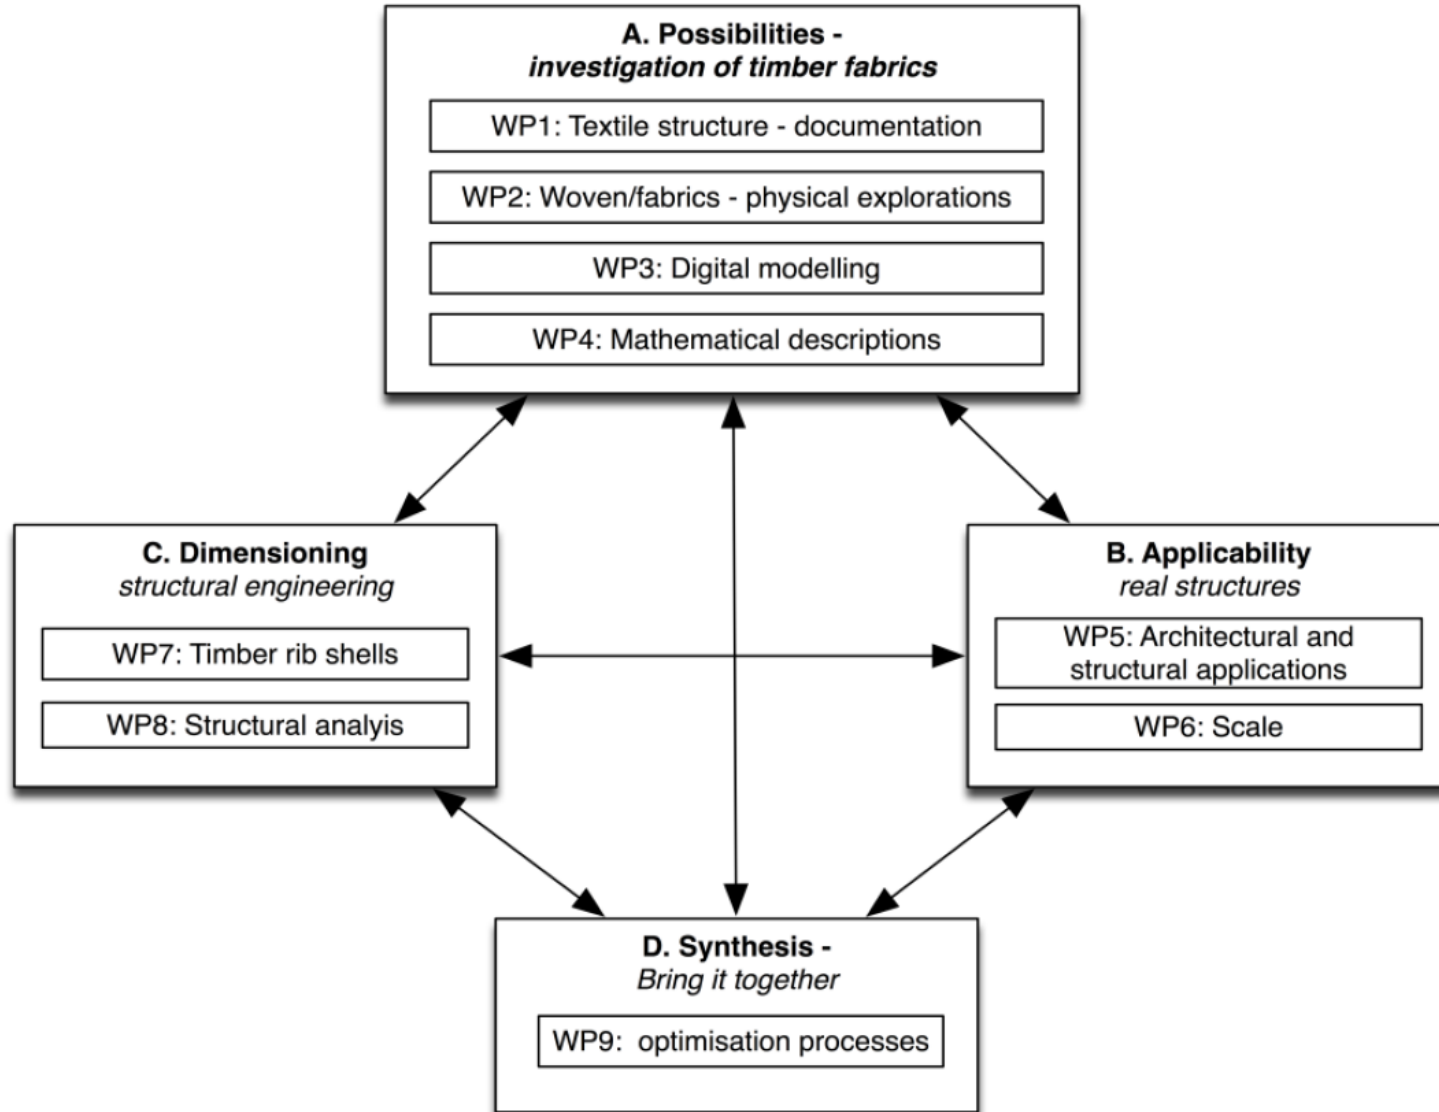 A. Possibilities -
investigation of timber fabrics
WP1: Textile structure - documentation
WP2: Woven/fabrics - physical explorations
WP3: Digital modelling
WP4: Mathematical descriptions
C. Dimensioning
structural engineering
WP7: Timber rib shells
WP8: Structural analyis
B. Applicability
real structures
WP5: Architectural and
structural applications
WP6: Scale
D. Synthesis -
Bring it together
WP9:  optimisation processes